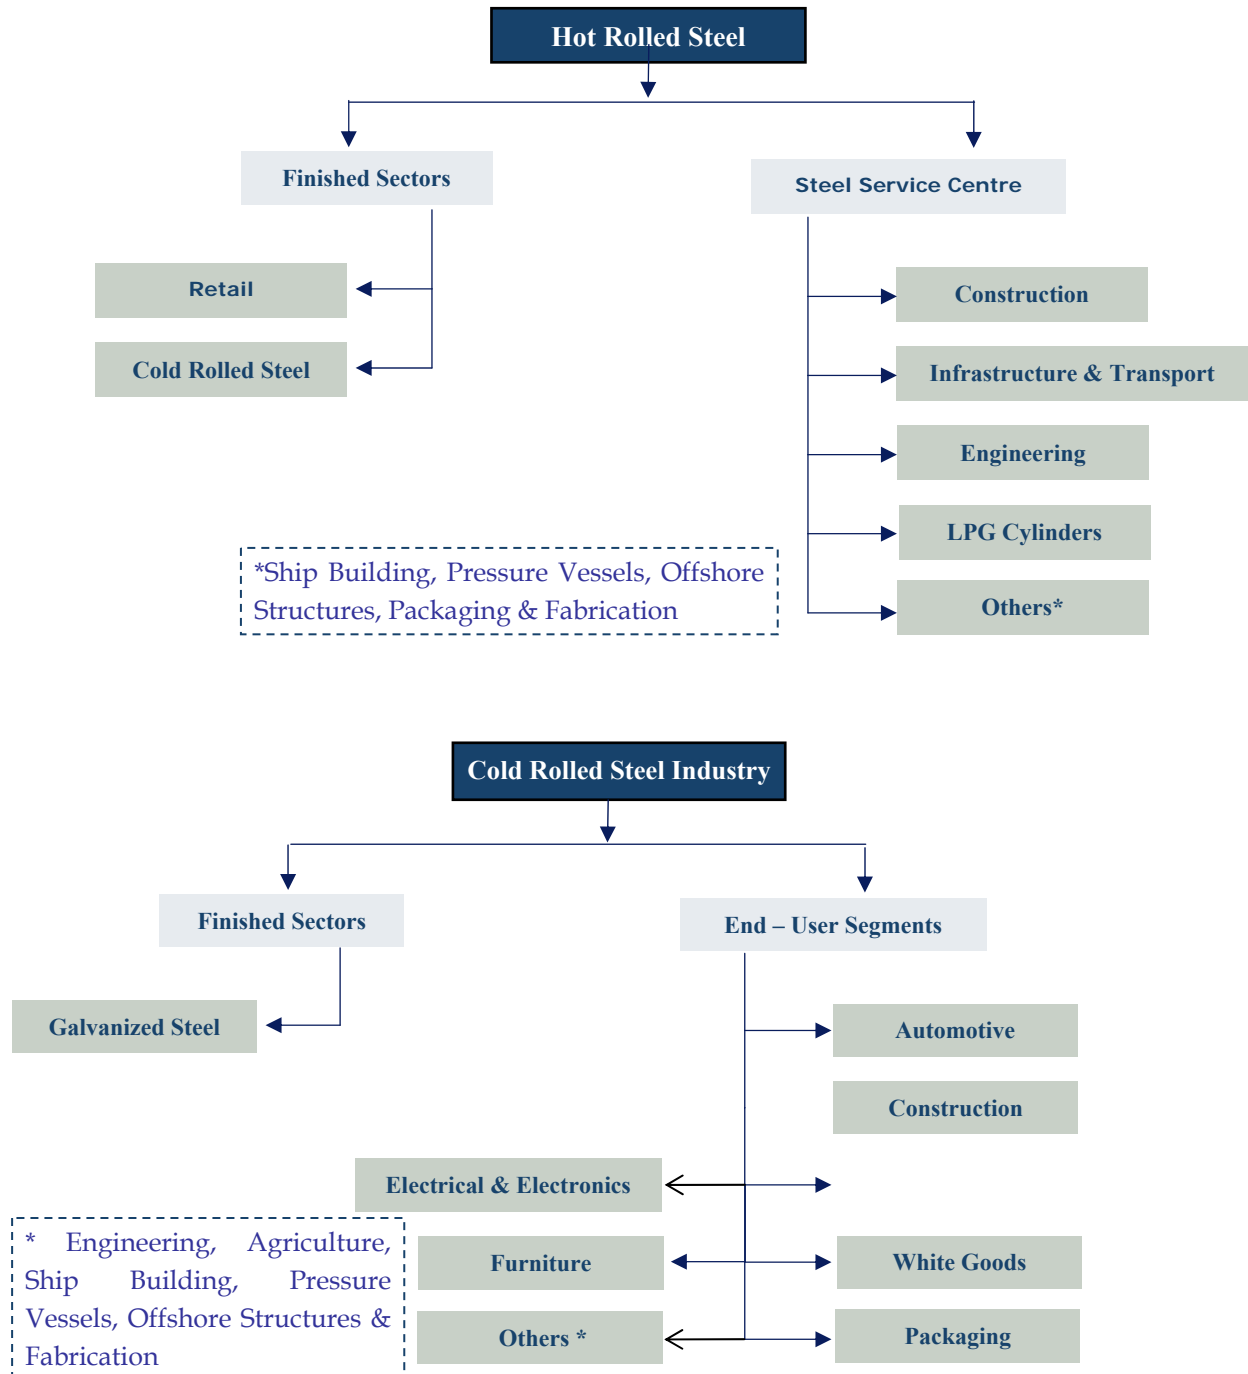 Hot Rolled Steel
Finished Sectors
Steel Service Centre
Retail
Cold Rolled Steel
Construction
Infrastructure & Transport
Engineering
LPG Cylinders
Others*
*Ship Building, Pressure Vessels, Offshore
Structures, Packaging & Fabrication
Cold Rolled Steel Industry
Finished Sectors
End – User Segments
Galvanized Steel
Automotive
Construction
Electrical & Electronics
Furniture
White Goods
Others *
Packaging
* Engineering, Agriculture,
Ship Building, Pressure
Vessels, Offshore Structures &
Fabrication